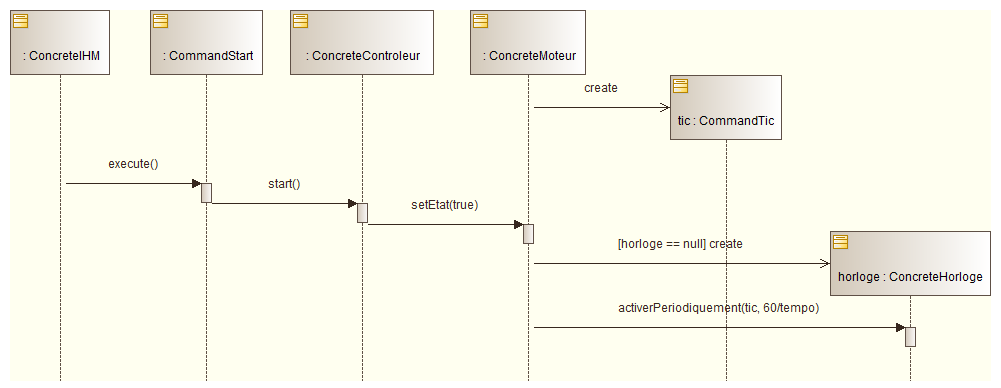 : ConcreteIHM
: CommandStart
: ConcreteControleur
: ConcreteMoteur
create
tic : CommandTic
execute()
start()
setEtat(true)
[horloge == null] create
horloge : ConcreteHorloge
activerPeriodiquement(tic, 60/tempo)